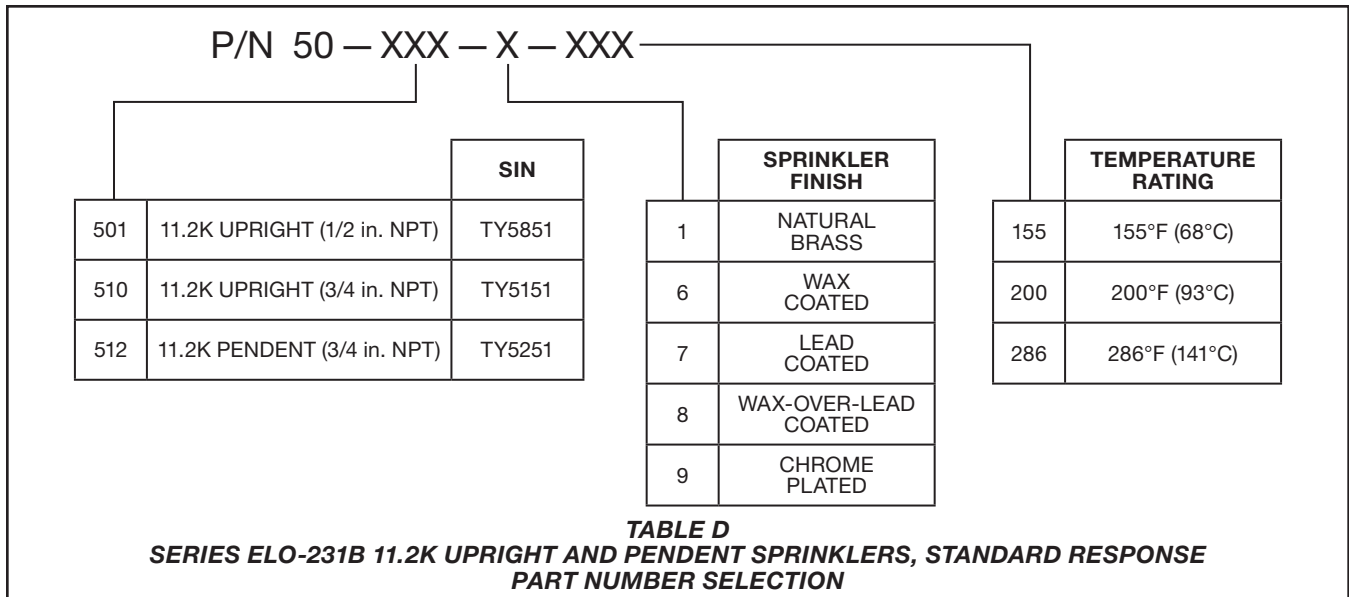 P/N 50 — XXX — X — XXX
SIN
501 11.2K UPRIGHT (1/2 in. NPT) TY5851
510 11.2K UPRIGHT (3/4 in. NPT) TY5151
512 11.2K PENDENT (3/4 in. NPT) TY5251
SPRINKLER
FINISH
1 NATURAL
BRASS
6 WAX
COATED
7 LEAD
COATED
8 WAX-OVER-LEAD
COATED
9 CHROME
PLATED
TEMPERATURE
RATING
155 155°F (68°C)
200 200°F (93°C)
286 286°F (141°C)
TABLE D
SERIES ELO-231B 11.2K UPRIGHT AND PENDENT SPRINKLERS, STANDARD RESPONSE
PART NUMBER SELECTION